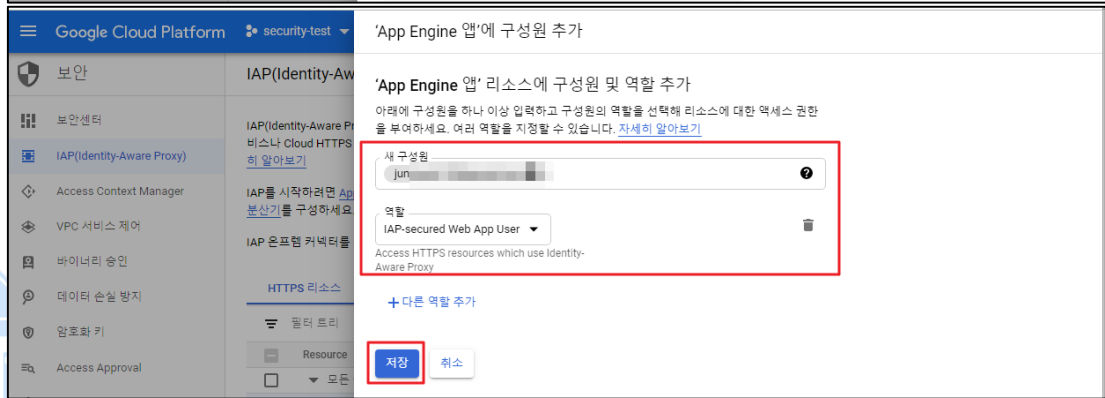 Google Cloud Platform
security-test
보안
보안센터
IAP(Identity-Aware Proxy)
Access Context Manager
VPC 서비스 제어
바이너리 승인
데이터 손실 방지
암호화 키
Access Approval
IAP(Identity-Aw
IAP(Identity-Aware Pr
비스나 Cloud HTTPS
히 알아보기
IAP를 시작하려면 Ap
분산기를 구성하세요
IAP 온프렘 커넥터를
HTTPS 리소스
필터 트리
Resource
모든
'App Engine 앱'에 구성원 추가
'App Engine 앱' 리소스에 구성원 및 역할 추가
아래에 구성원을 하나 이상 입력하고 구성원의 역할을 선택해 리소스에 대한 액세스 권한
을 부여하세요. 여러 역할을 지정할 수 있습니다. 자세히 알아보기
새 구성원
jun
역할
IAP-secured Web App User
Access HTTPS resources which use Identity-
Aware Proxy
+ 다른 역할 추가
저장
취소